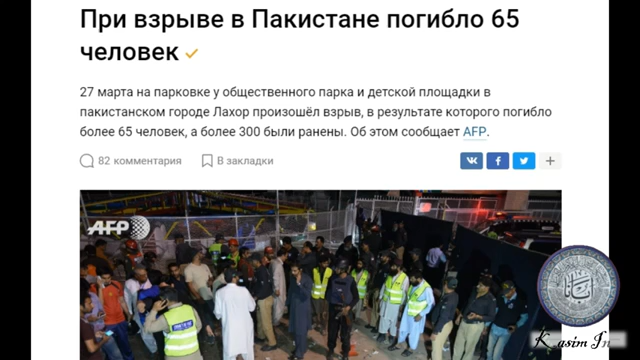 При взрыве в Пакистане погибло 65
человек
27 марта на парковке у общественного парка и детской площадки в
пакистанском городе Лахор произошёл взрыв, в результате которого погибло
более 65 человек, а более 300 были ранены. Об этом сообщает AFP.
82 комментария
В закладки
AFP
Kasim